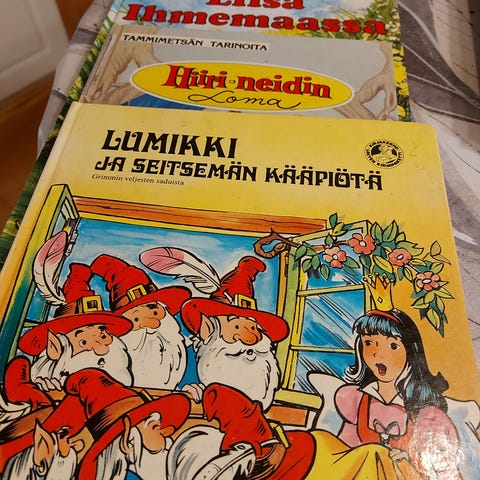 Liisa
Ihmemaassa
TAMMIMETSÄN TARINOITA
Hiiri-neidin
Loma
LUMIKKI
JA SEITSEMÄN KÄÄPIÖTÄ
Grimmin veljesten saduista